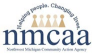 Helping people. Changing lives.
nmcaa
Northwest Michigan Community Action Agency